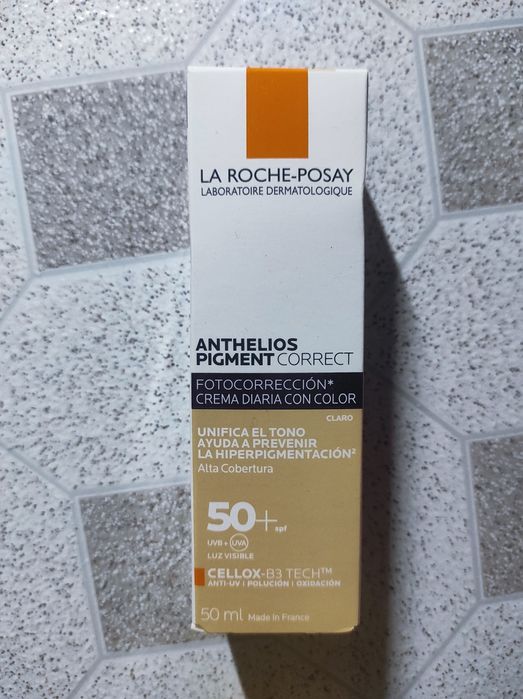 LA ROCHE-POSAY
LABORATOIRE DERMATOLOGIQUE
ANTHELIOS
PIGMENT CORRECT
FOTOCORRECCIÓN*
CREMA DIARIA CON COLOR
CLARO
UNIFICA EL TONO
AYUDA A PREVENIR
LA HIPERPIGMENTACIÓN²
Alta Cobertura
50+ spf
UVB + UVA
LUZ VISIBLE
CELLOX-B3 TECH™
ANTI-UV | POLUCIÓN | OXIDACIÓN
50 ml Made in France